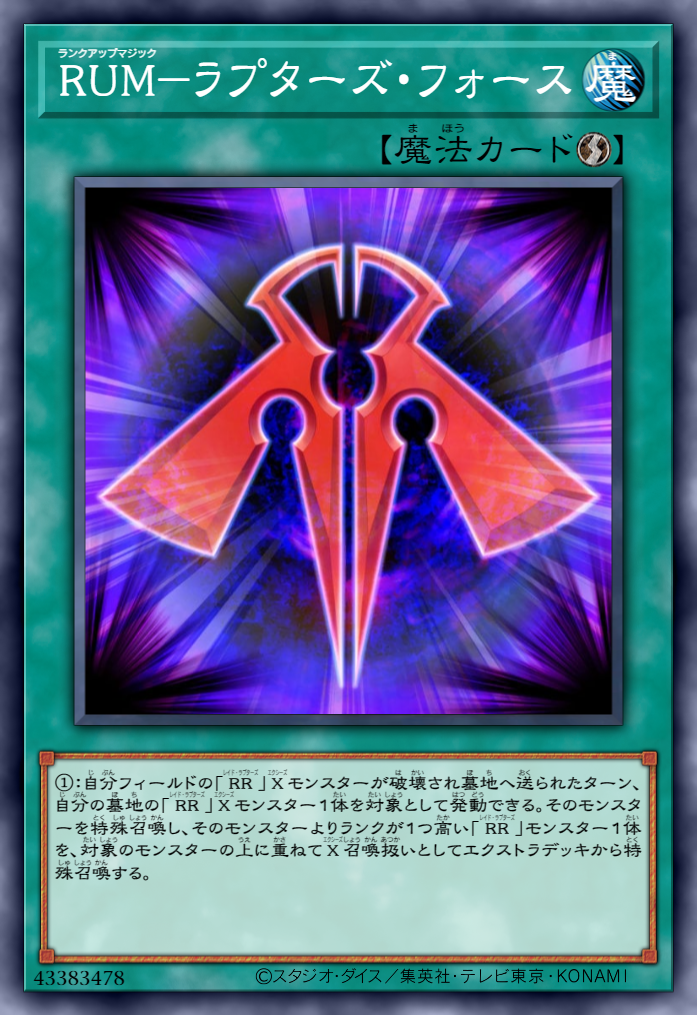 ランクアップマジック
RUM－ラプターズ・フォース 魔
【魔法カード】
①：自分フィールドの「RR」Xモンスターが破壊され墓地へ送られたターン、
自分の墓地の「RR」Xモンスター1体を対象として発動できる。そのモンスタ
ーを特殊召喚し、そのモンスターよりランクが1つ高い「RR」モンスター1体
を、対象のモンスターの上に重ねてX召喚扱いとしてエクストラデッキから特
殊召喚する。
43383478 ©スタジオ・ダイス／集英社・テレビ東京・KONAMI